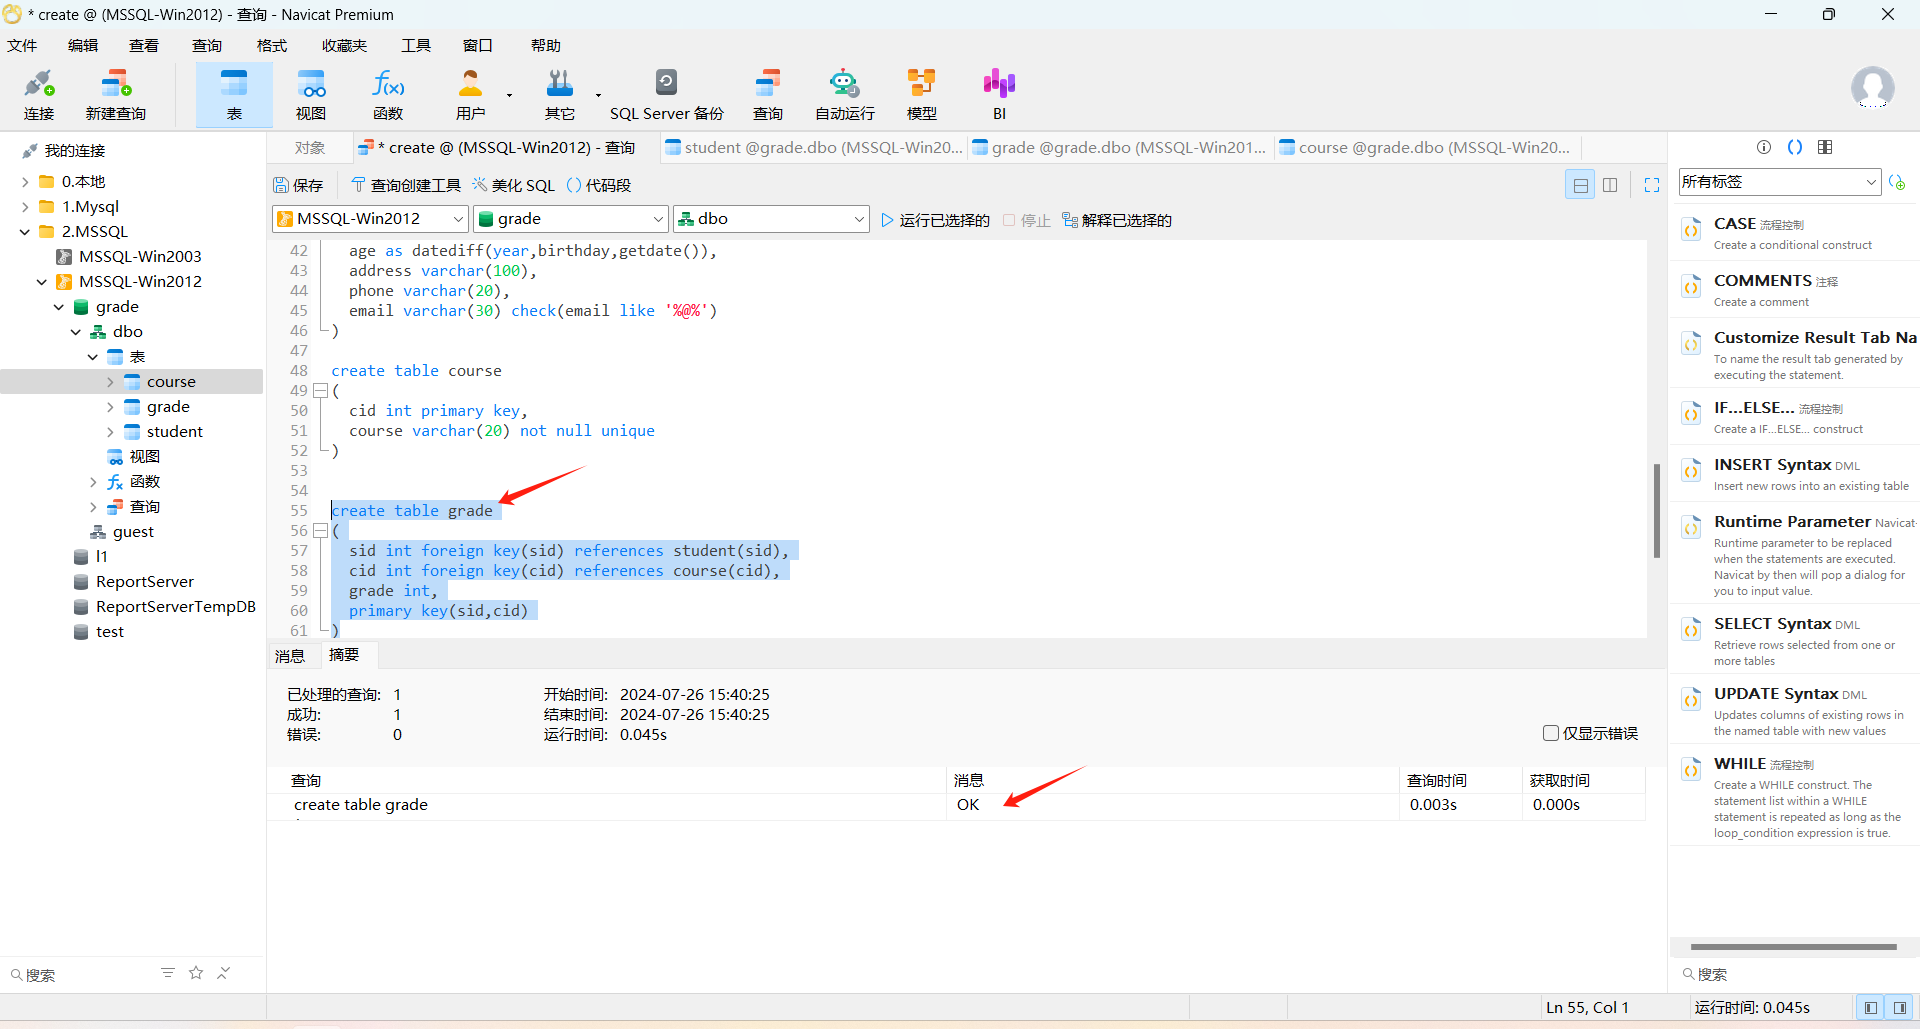 * create @ (MSSQL-Win2012) - 查询 - Navicat Premium
文件 编辑 查看 查询 格式 收藏夹 工具 窗口 帮助
连接 新建查询 表 视图 函数 用户 其它 SQL Server 备份 查询 自动运行 模型 BI
我的连接
0.本地
1.Mysql
2.MSSQL
MSSQL-Win2003
MSSQL-Win2012
grade
dbo
表
course
grade
student
视图
函数
查询
guest
l1
ReportServer
ReportServerTempDB
test
搜索
对象 * create @ (MSSQL-Win2012) - 查询 student @grade.dbo (MSSQL-Win20... grade @grade.dbo (MSSQL-Win201... course @grade.dbo (MSSQL-Win20...
保存 查询创建工具 美化 SQL 代码段
MSSQL-Win2012 grade dbo 运行已选择的 停止 解释已选择的
42 age as datediff(year,birthday,getdate()),
43 address varchar(100),
44 phone varchar(20),
45 email varchar(30) check(email like '%@%')
46 )
47
48 create table course
49 (
50 cid int primary key,
51 course varchar(20) not null unique
52 )
53
54
55 create table grade
56 (
57 sid int foreign key(sid) references student(sid),
58 cid int foreign key(cid) references course(cid),
59 grade int,
60 primary key(sid,cid)
61 )
消息 摘要
已处理的查询: 1 开始时间: 2024-07-26 15:40:25
成功: 1 结束时间: 2024-07-26 15:40:25
错误: 0 运行时间: 0.045s
仅显示错误
查询 消息 查询时间 获取时间
create table grade OK 0.003s 0.000s
所有标签
CASE 流程控制
Create a conditional construct
COMMENTS 注释
Create a comment
Customize Result Tab Na
To name the result tab generated by
executing the statement.
IF...ELSE... 流程控制
Create a IF...ELSE... construct
INSERT Syntax DML
Insert new rows into an existing table
Runtime Parameter Navicat
Runtime parameter to be replaced
when the statements are executed.
Navicat by then will pop a dialog for
you to input value.
SELECT Syntax DML
Retrieve rows selected from one or
more tables
UPDATE Syntax DML
Updates columns of existing rows in
the named table with new values
WHILE 流程控制
Create a WHILE construct. The
statement list within a WHILE
statement is repeated as long as the
loop_condition expression is true.
搜索
Ln 55, Col 1 运行时间: 0.045s